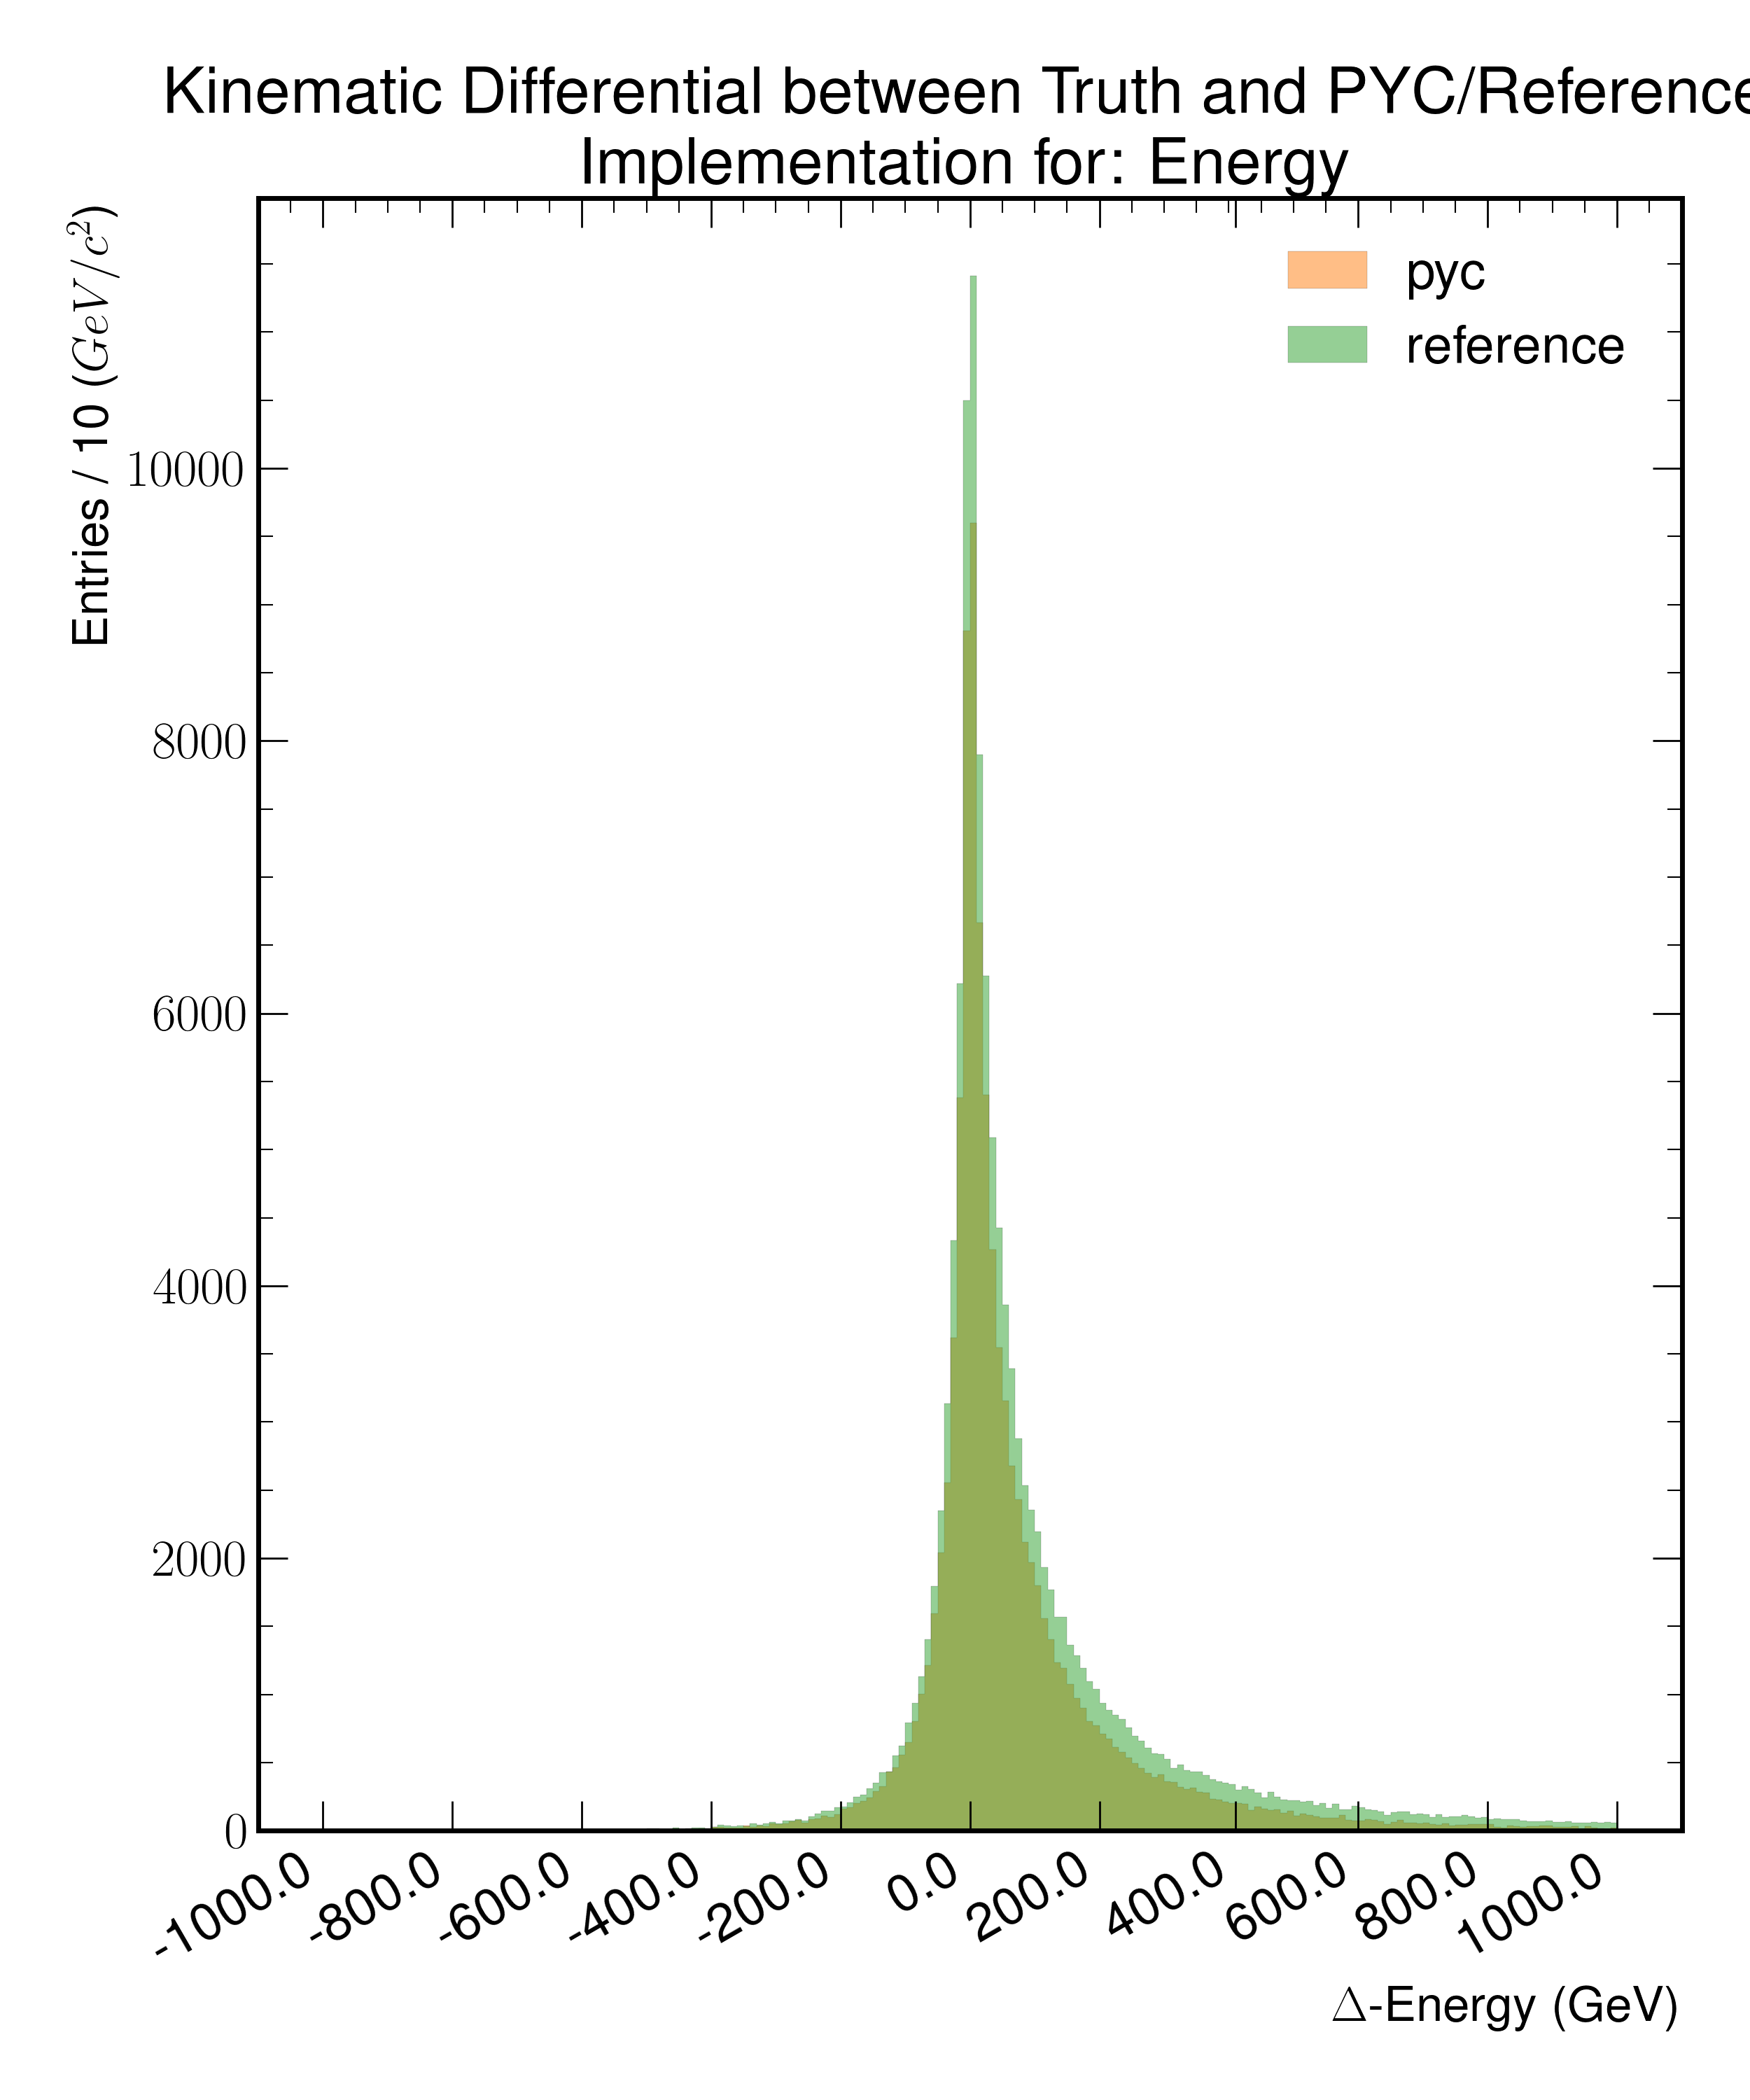 Kinematic Differential between Truth and PYC/Reference
Implementation for: Energy
Entries / 10 (GeV/c²)
pyc
reference
10000
8000
6000
4000
2000
0
-1000.0
-800.0
-600.0
-400.0
-200.0
0.0
200.0
400.0
600.0
800.0
1000.0
Δ-Energy (GeV)